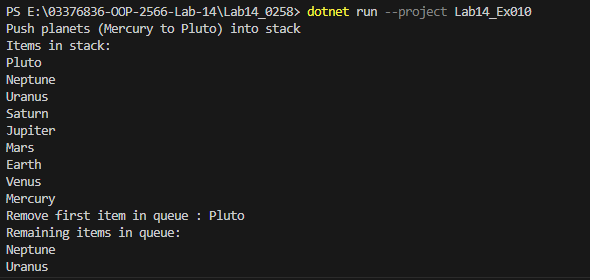 PS E:\03376836-OOP-2566-Lab-14\Lab14_0258> dotnet run --project Lab14_Ex010
Push planets (Mercury to Pluto) into stack
Items in stack:
Pluto
Neptune
Uranus
Saturn
Jupiter
Mars
Earth
Venus
Mercury
Remove first item in queue : Pluto
Remaining items in queue:
Neptune
Uranus